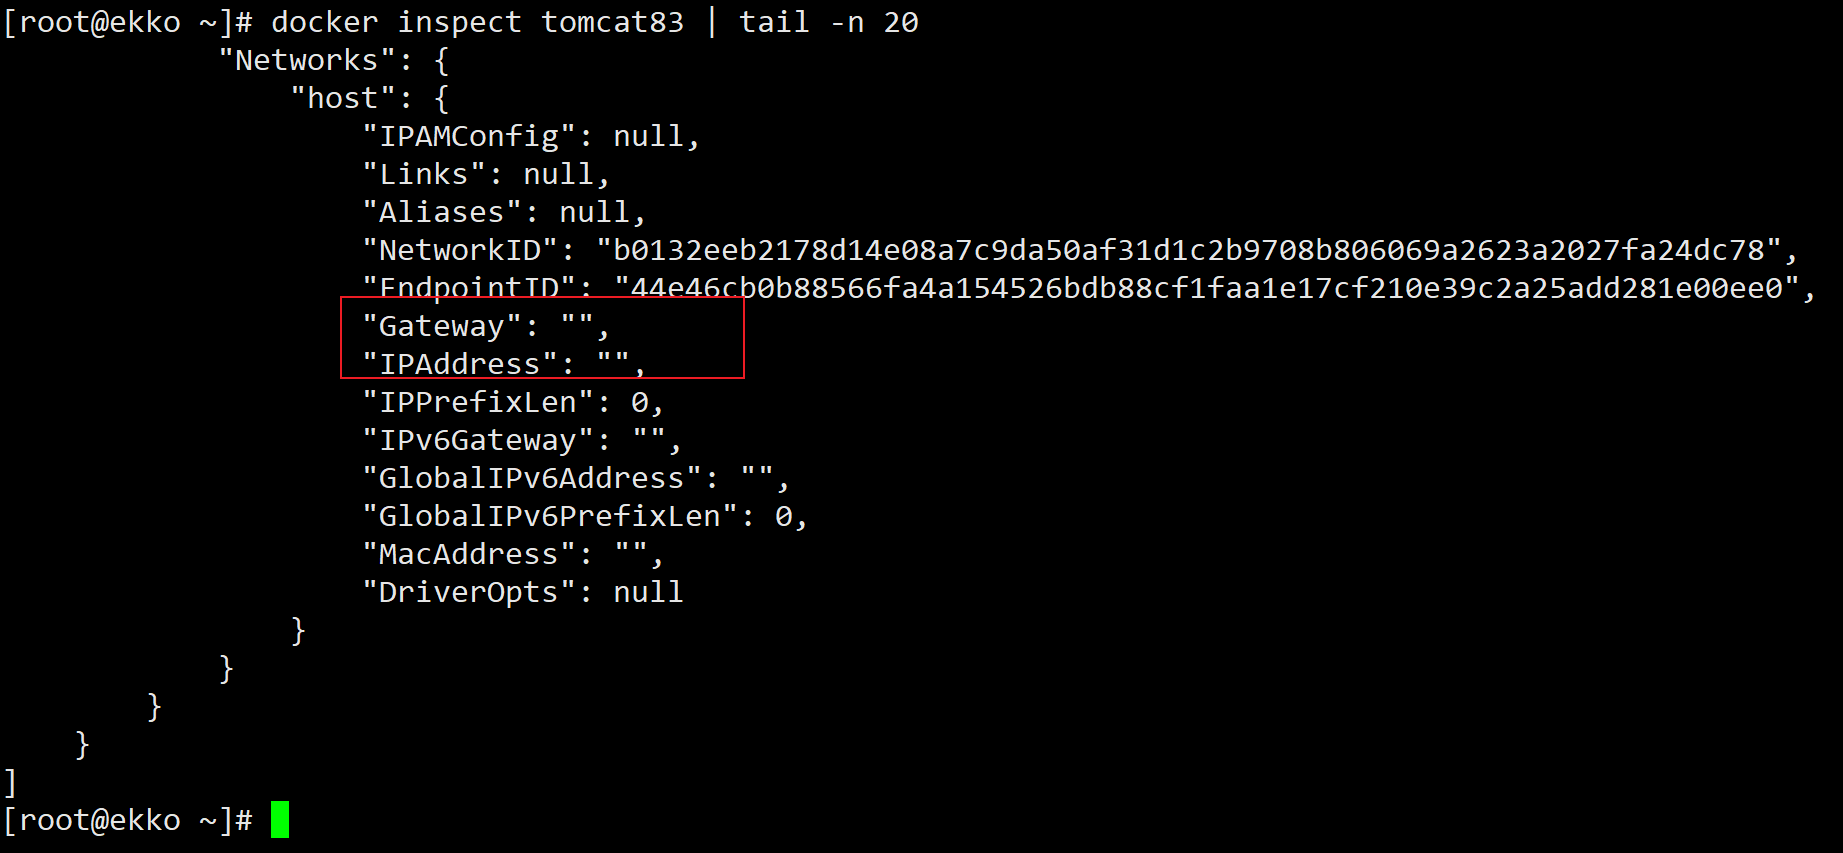 [root@ekko ~]# docker inspect tomcat83 | tail -n 20
            "Networks": {
                "host": {
                    "IPAMConfig": null,
                    "Links": null,
                    "Aliases": null,
                    "NetworkID": "b0132eeb2178d14e08a7c9da50af31d1c2b9708b806069a2623a2027fa24dc78",
                    "EndpointID": "44e46cb0b88566fa4a154526bdb88cf1faa1e17cf210e39c2a25add281e00ee0",
                    "Gateway": "",
                    "IPAddress": "",
                    "IPPrefixLen": 0,
                    "IPv6Gateway": "",
                    "GlobalIPv6Address": "",
                    "GlobalIPv6PrefixLen": 0,
                    "MacAddress": "",
                    "DriverOpts": null
                }
            }
        }
    }
]
[root@ekko ~]#